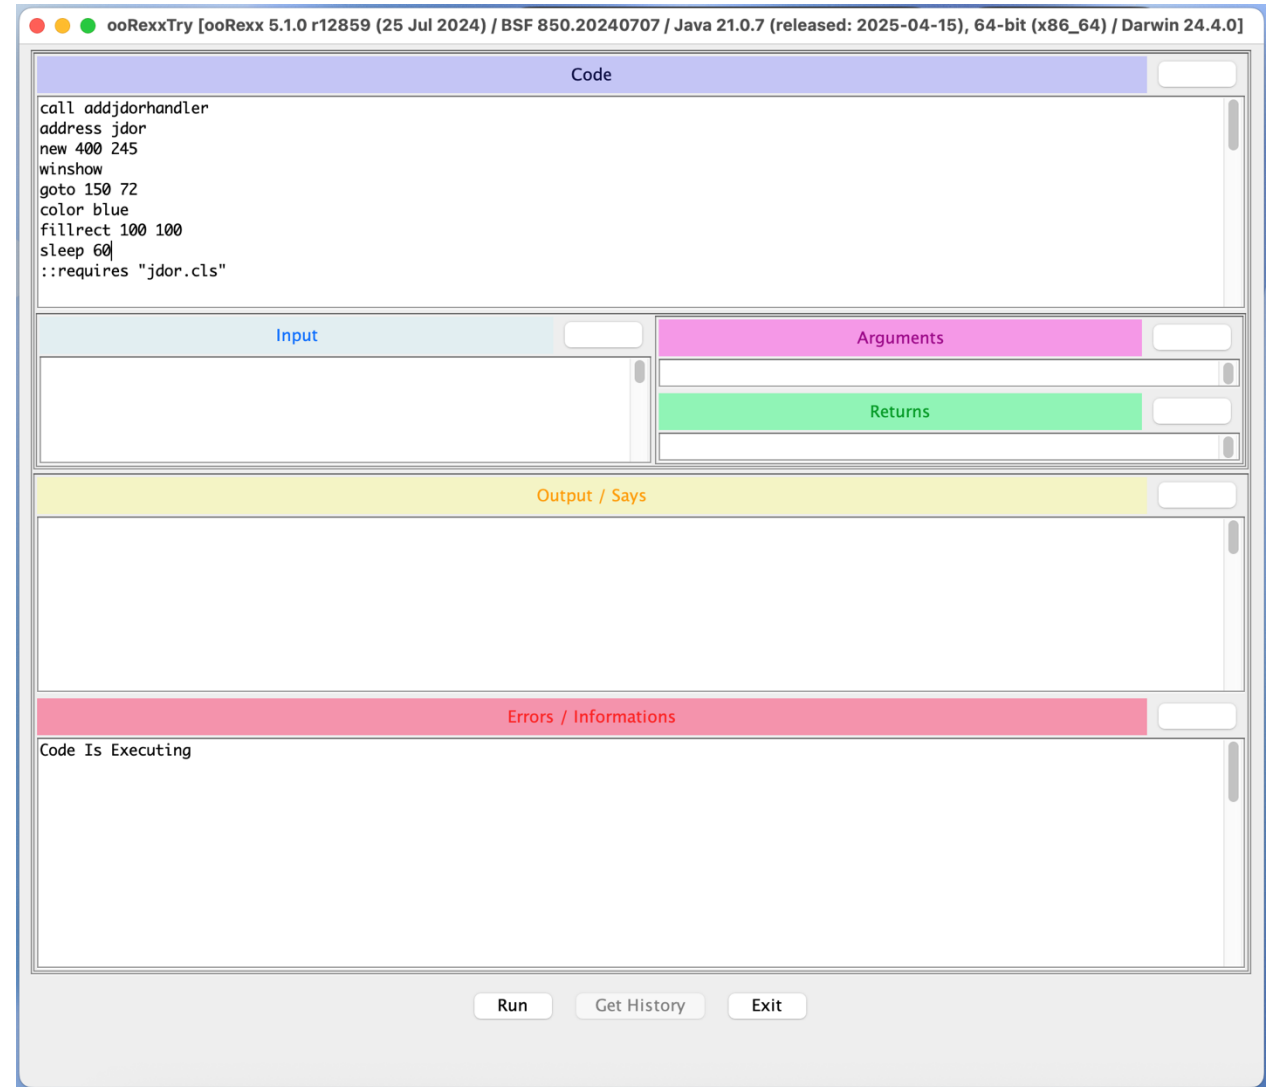 ooRexxTry [ooRexx 5.1.0 r12859 (25 Jul 2024) / BSF 850.20240707 / Java 21.0.7 (released: 2025-04-15), 64-bit (x86_64) / Darwin 24.4.0]
Code
call addjdorhandler
address jdor
new 400 245
winshow
goto 150 72
color blue
fillrect 100 100
sleep 60
::requires "jdor.cls"
Input
Arguments
Returns
Output / Says
Errors / Informations
Code Is Executing
Run
Get History
Exit